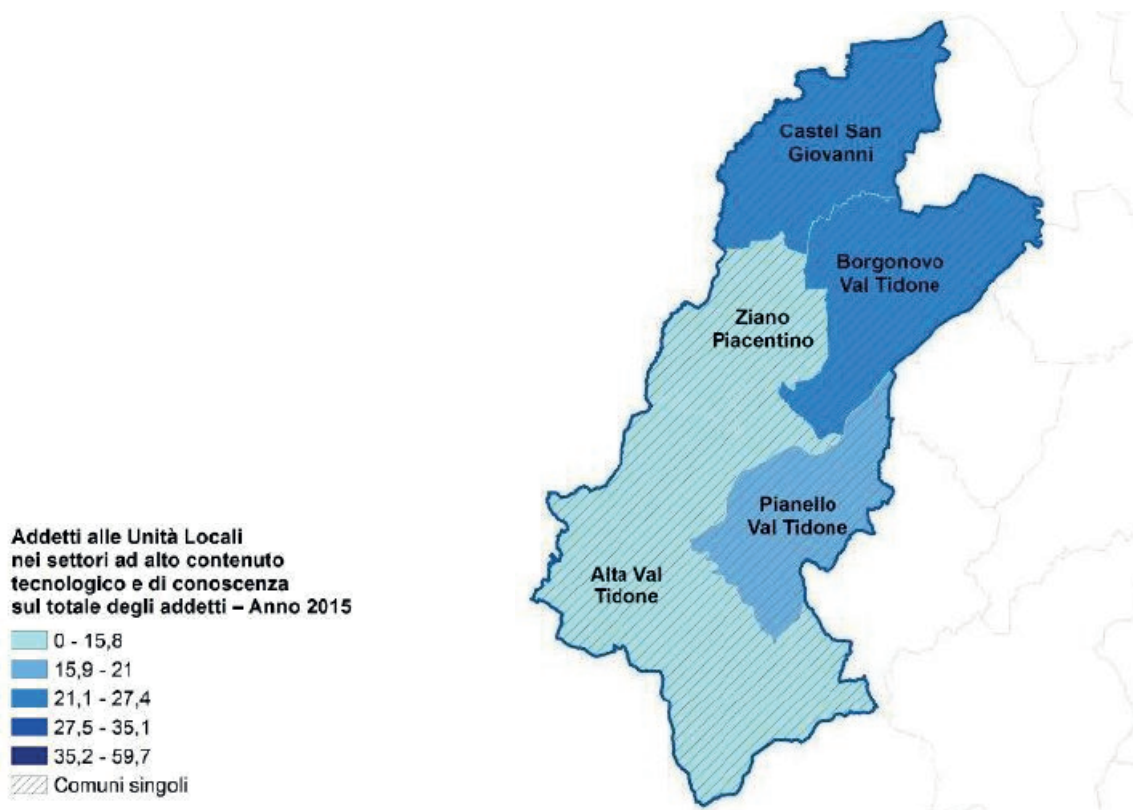 Castel San
Giovanni
Borgonovo
Val Tidone
Ziano
Piacentino
Pianello
Val Tidone
Alta Val
Tidone
Addetti alle Unità Locali
nei settori ad alto contenuto
tecnologico e di conoscenza
sul totale degli addetti – Anno 2015
0 - 15,8
15,9 - 21
21,1 - 27,4
27,5 - 35,1
35,2 - 59,7
Comuni singoli